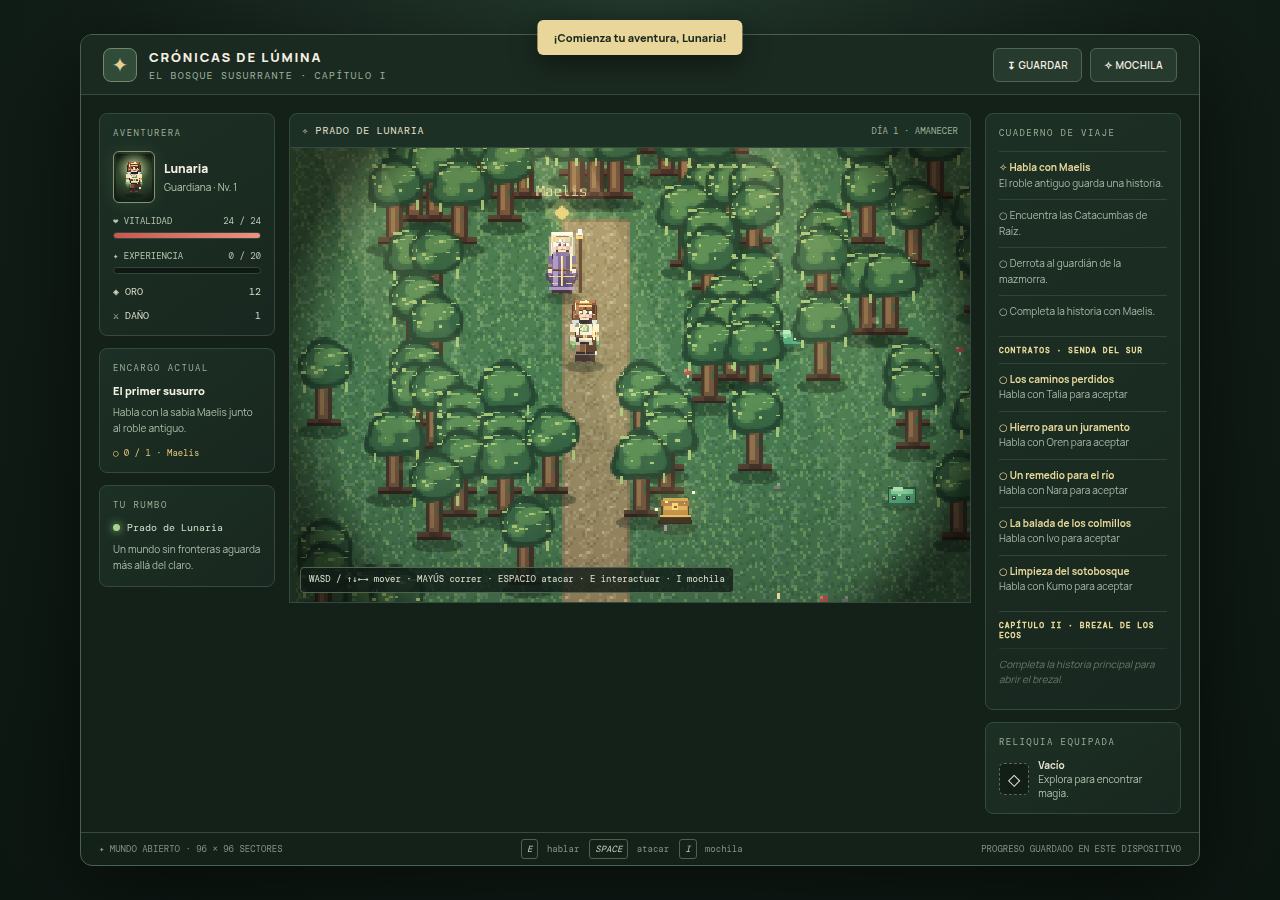 ¡Comienza tu aventura, Lunaria!
CRÓNICAS DE LÚMINA
EL BOSQUE SUSURRANTE · CAPÍTULO I
GUARDAR
MOCHILA
AVENTURERA
Lunaria
Guardiana · Nv. 1
VITALIDAD 24 / 24
EXPERIENCIA 0 / 20
ORO 12
DAÑO 1
ENCARGO ACTUAL
El primer susurro
Habla con la sabia Maelis junto
al roble antiguo.
0 / 1 · Maelis
TU RUMBO
Prado de Lunaria
Un mundo sin fronteras aguarda
más allá del claro.
PRADO DE LUNARIA
DÍA 1 · AMANECER
Maelis
WASD / ↑↓←→ mover · MAYÚS correr · ESPACIO atacar · E interactuar · I mochila
CUADERNO DE VIAJE
Habla con Maelis
El roble antiguo guarda una historia.
Encuentra las Catacumbas de
Raíz.
Derrota al guardián de la
mazmorra.
Completa la historia con Maelis.
CONTRATOS · SENDA DEL SUR
Los caminos perdidos
Habla con Talia para aceptar
Hierro para un juramento
Habla con Oren para aceptar
Un remedio para el río
Habla con Nara para aceptar
La balada de los colmillos
Habla con Ivo para aceptar
Limpieza del sotobosque
Habla con Kumo para aceptar
CAPÍTULO II · BREZAL DE LOS
ECOS
Completa la historia principal para
abrir el brezal.
RELIQUIA EQUIPADA
Vacío
Explora para encontrar
magia.
MUNDO ABIERTO · 96 × 96 SECTORES
E hablar SPACE atacar I mochila
PROGRESO GUARDADO EN ESTE DISPOSITIVO